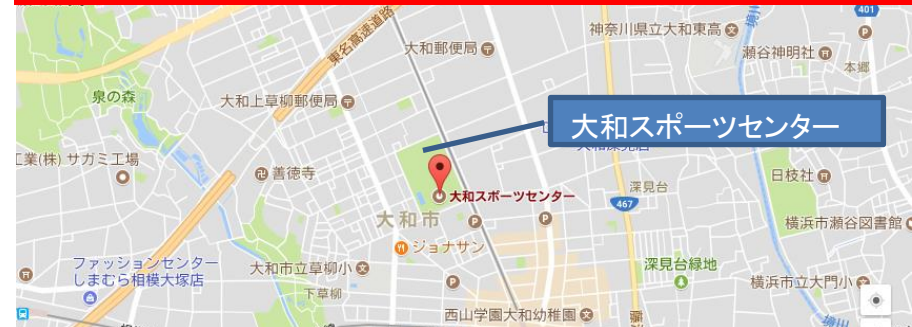 401
神奈川県立大和東高
東名高速道路
大和郵便局
瀬谷神明社
本郷
泉の森
大和上草柳郵便局
大和スポーツセンター
工業(株) サガミ工場
善徳寺
日枝社
大和スポーツセンター
深見台
467
大和市
横浜市瀬谷図書館
ジョナサン
ファッションセンター
しまむら相模大塚店
大和市立草柳小
深見台緑地
下草柳
横浜市立大門小
西山学園大和幼稚園
境川